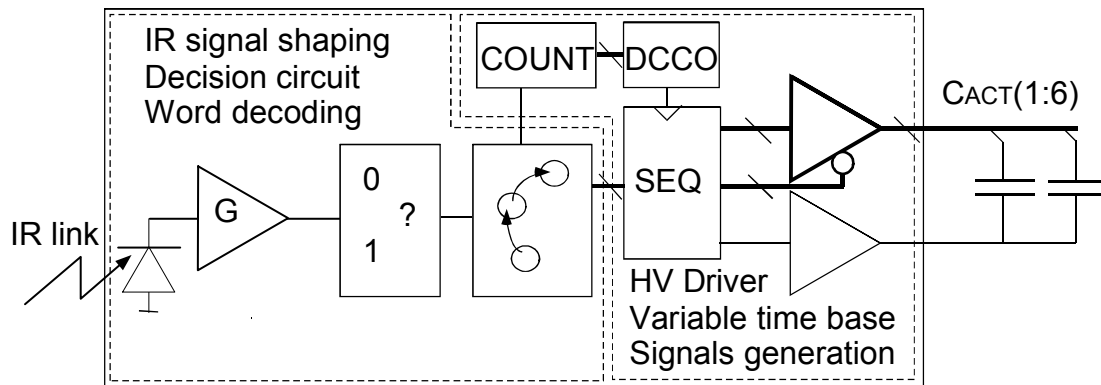 IR signal shaping
Decision circuit
Word decoding
COUNT
DCCO
CACT(1:6)
0
?
1
SEQ
G
IR link
HV Driver
Variable time base
Signals generation